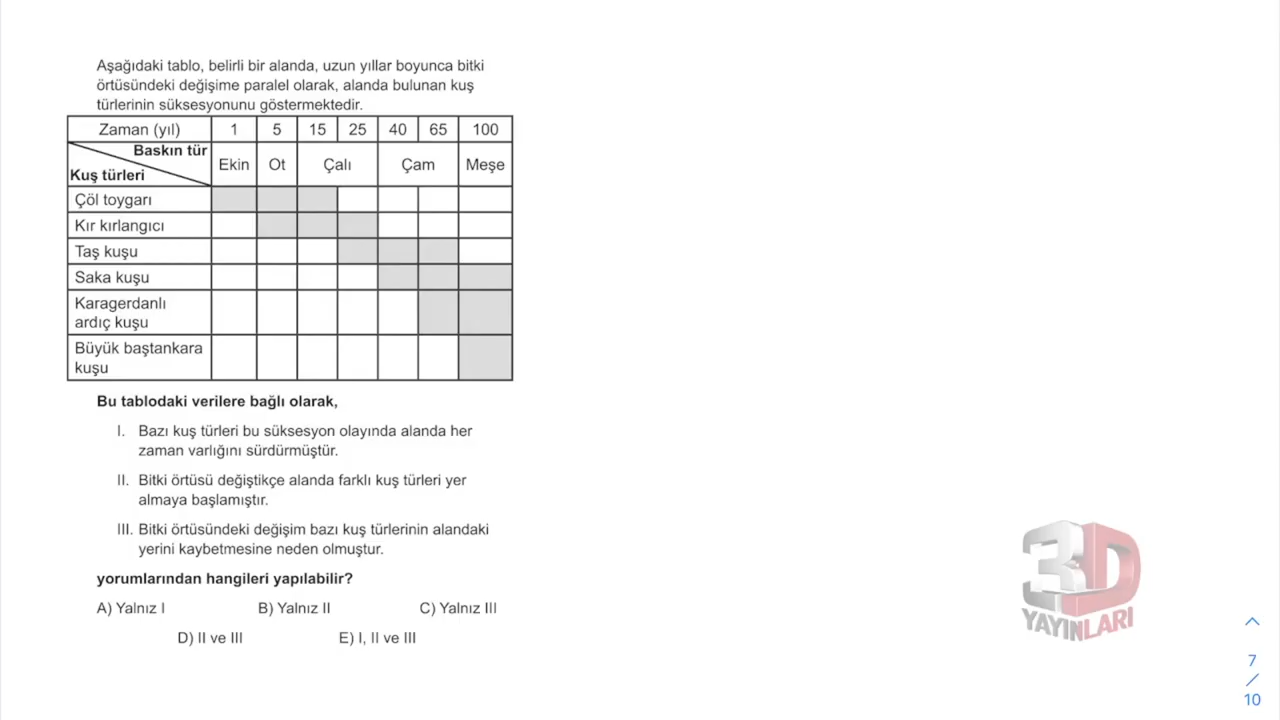 Aşağıdaki tablo, belirli bir alanda, uzun yıllar boyunca bitki
örtüsündeki değişime paralel olarak, alanda bulunan kuş
türlerinin süksesyonunu göstermektedir.
Zaman (yıl) 1 5 15 25 40 65 100
Baskın tür
Kuş türleri
Ekin Ot Çalı Çam Meşe
Çöl toygarı
Kır kırlangıcı
Taş kuşu
Saka kuşu
Karagerdanlı
ardıç kuşu
Büyük baştankara
kuşu
Bu tablodaki verilere bağlı olarak,
I. Bazı kuş türleri bu süksesyon olayında alanda her
zaman varlığını sürdürmüştür.
II. Bitki örtüsü değiştikçe alanda farklı kuş türleri yer
almaya başlamıştır.
III. Bitki örtüsündeki değişim bazı kuş türlerinin alandaki
yerini kaybetmesine neden olmuştur.
yorumlarından hangileri yapılabilir?
A) Yalnız I B) Yalnız II C) Yalnız III
D) II ve III E) I, II ve III
3D
YAYINLARI
7
/
10